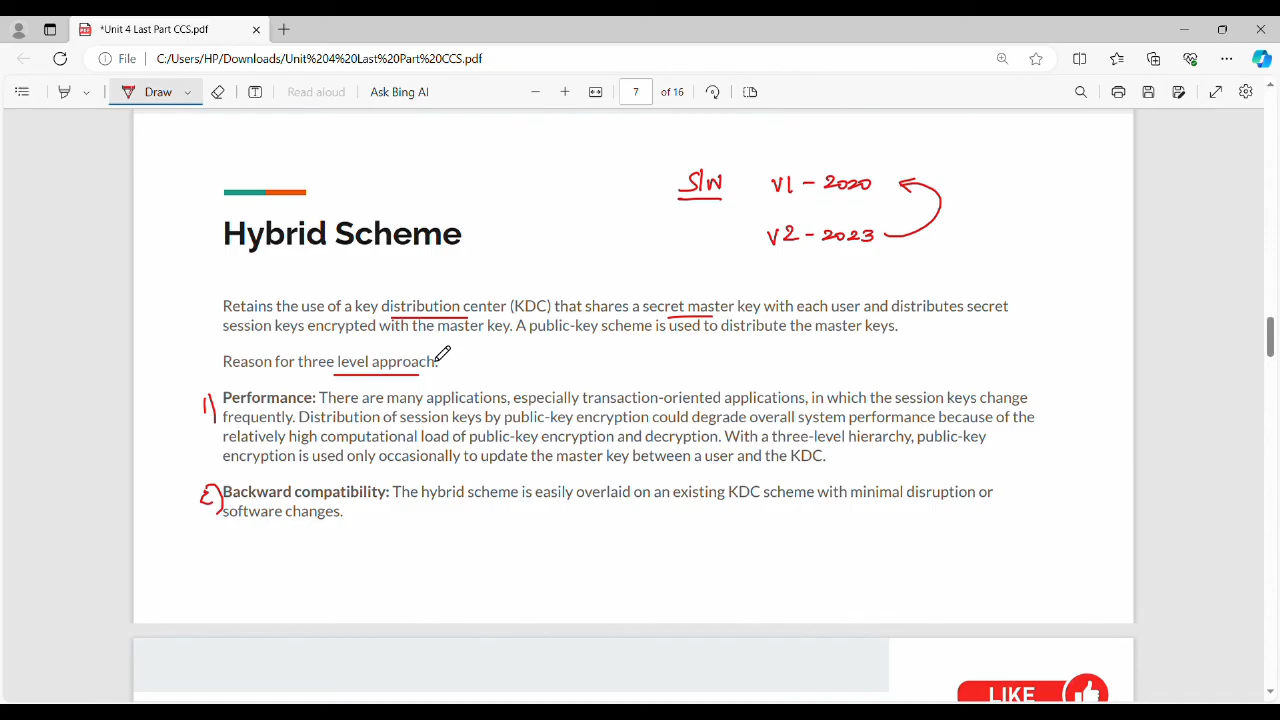 *Unit 4 Last Part CCS.pdf
File
C:/Users/HP/Downloads/Unit%204%20Last%20Part%20CCS.pdf
Draw
Read aloud
Ask Bing AI
7
of 16
S/W V1 - 2020
V2 - 2023
Hybrid Scheme
Retains the use of a key distribution center (KDC) that shares a secret master key with each user and distributes secret
session keys encrypted with the master key. A public-key scheme is used to distribute the master keys.
Reason for three level approach:
1) Performance: There are many applications, especially transaction-oriented applications, in which the session keys change
frequently. Distribution of session keys by public-key encryption could degrade overall system performance because of the
relatively high computational load of public-key encryption and decryption. With a three-level hierarchy, public-key
encryption is used only occasionally to update the master key between a user and the KDC.
2) Backward compatibility: The hybrid scheme is easily overlaid on an existing KDC scheme with minimal disruption or
software changes.
LIKE